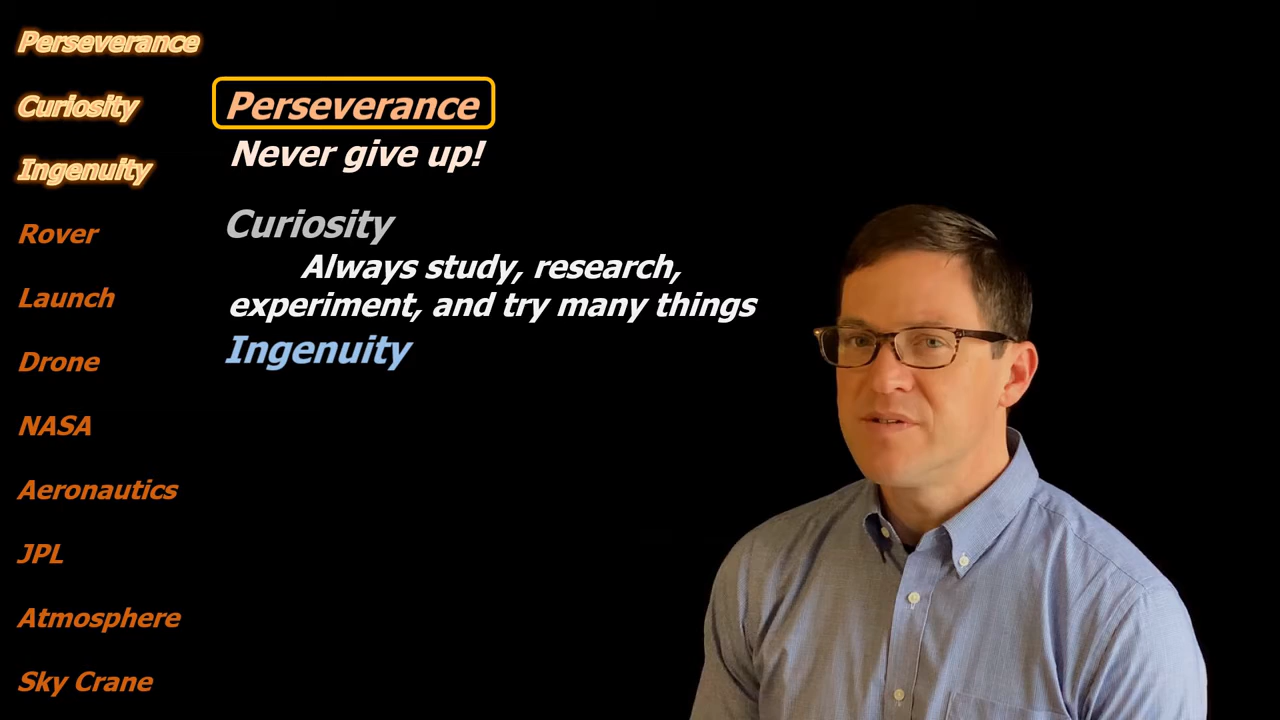 Perseverance
Curiosity
Ingenuity
Rover
Launch
Drone
NASA
Aeronautics
JPL
Atmosphere
Sky Crane
Perseverance
Never give up!
Curiosity
Always study, research,
experiment, and try many things
Ingenuity